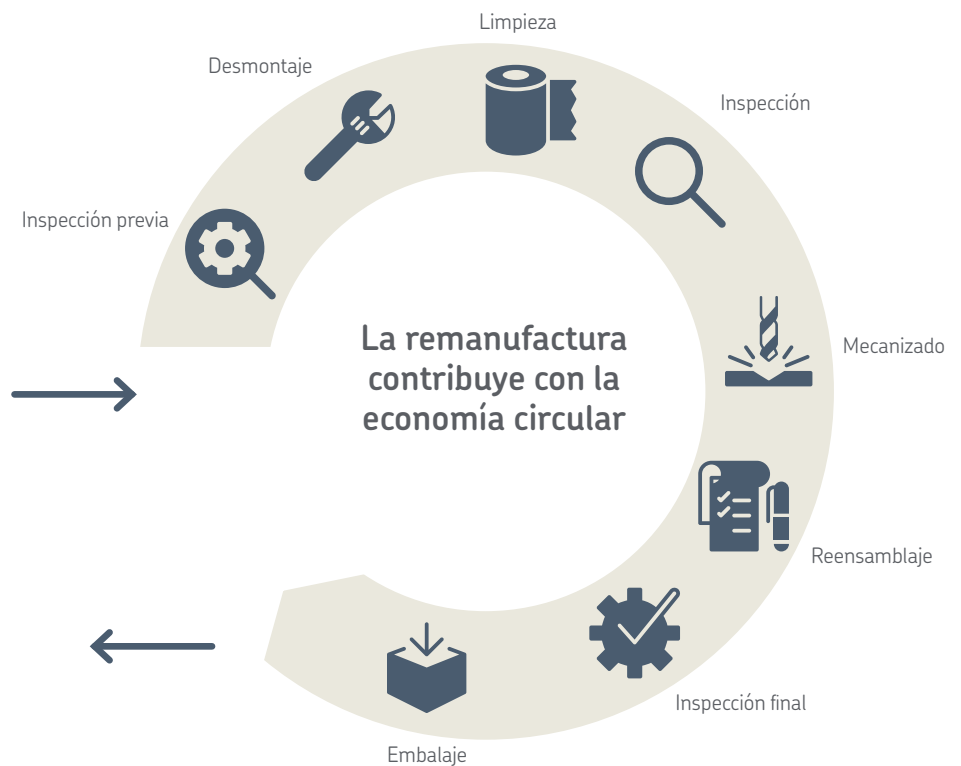 Limpieza
Desmontaje
Inspección
Inspección previa
La remanufactura
contribuye con la
economía circular
Mecanizado
Reensamblaje
Inspección final
Embalaje